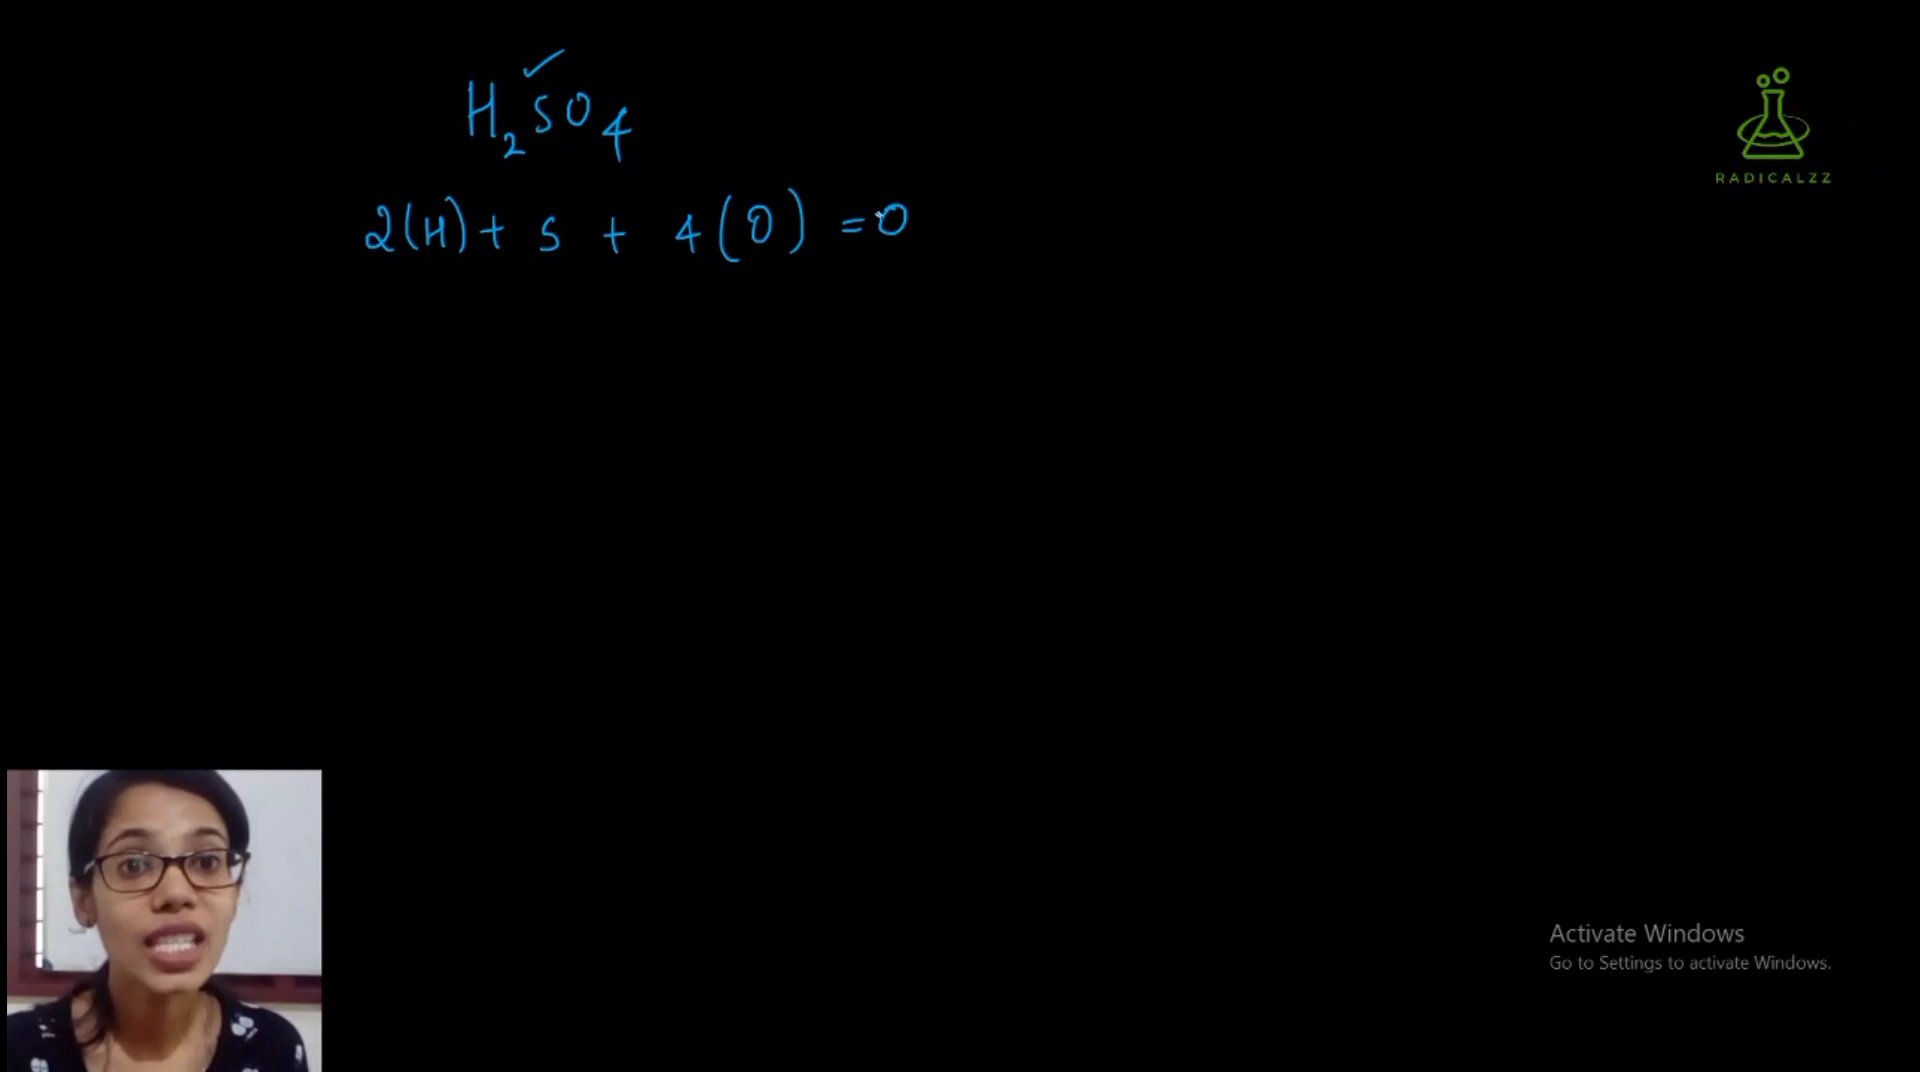 H₂SO₄
2(H) + S + 4(O) = 0
RADICALZZ
Activate Windows
Go to Settings to activate Windows.